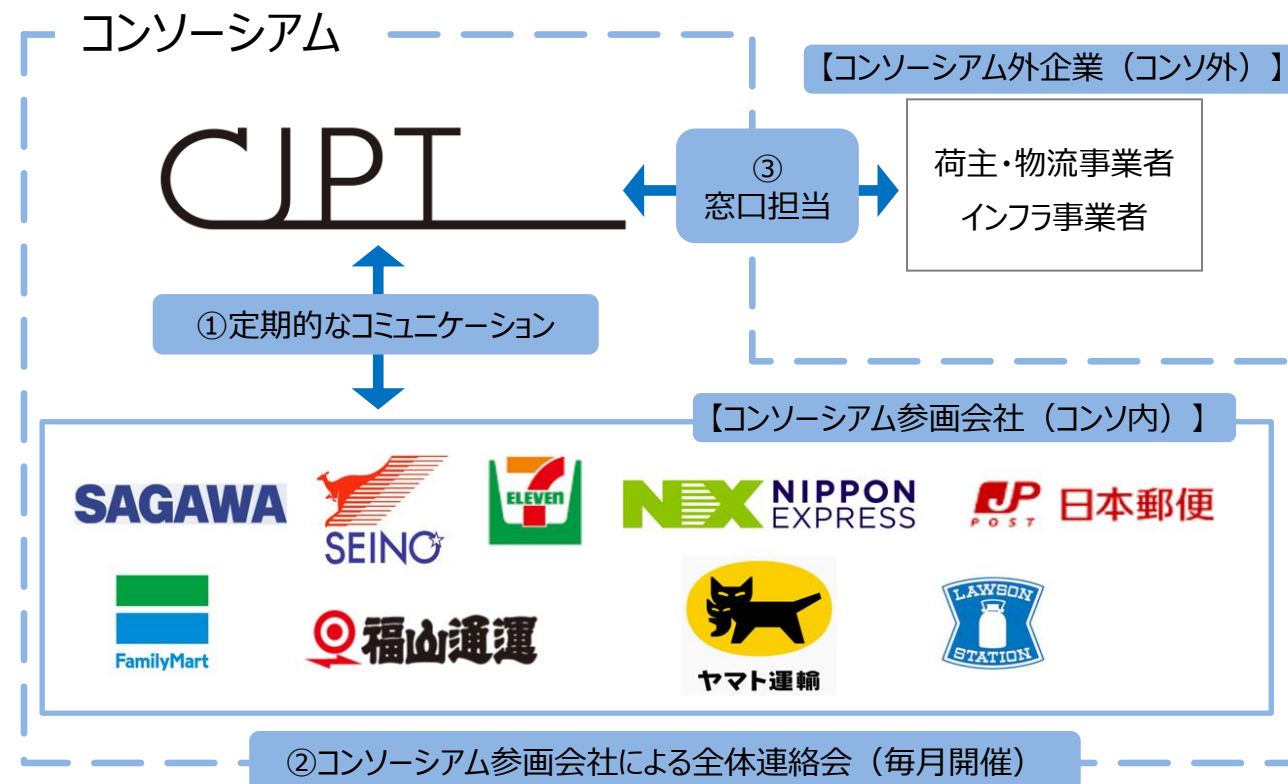 コンソーシアム
【コンソーシアム外企業（コンソ外）】
CJPT
③
窓口担当
荷主・物流事業者
インフラ事業者
①定期的なコミュニケーション
【コンソーシアム参画会社（コンソ内）】
SAGAWA
SEINO
7
ELEVEN
NX
NIPPON
EXPRESS
JP
POST
日本郵便
FamilyMart
福山通運
ヤマト運輸
LAWSON
STATION
②コンソーシアム参画会社による全体連絡会（毎月開催）